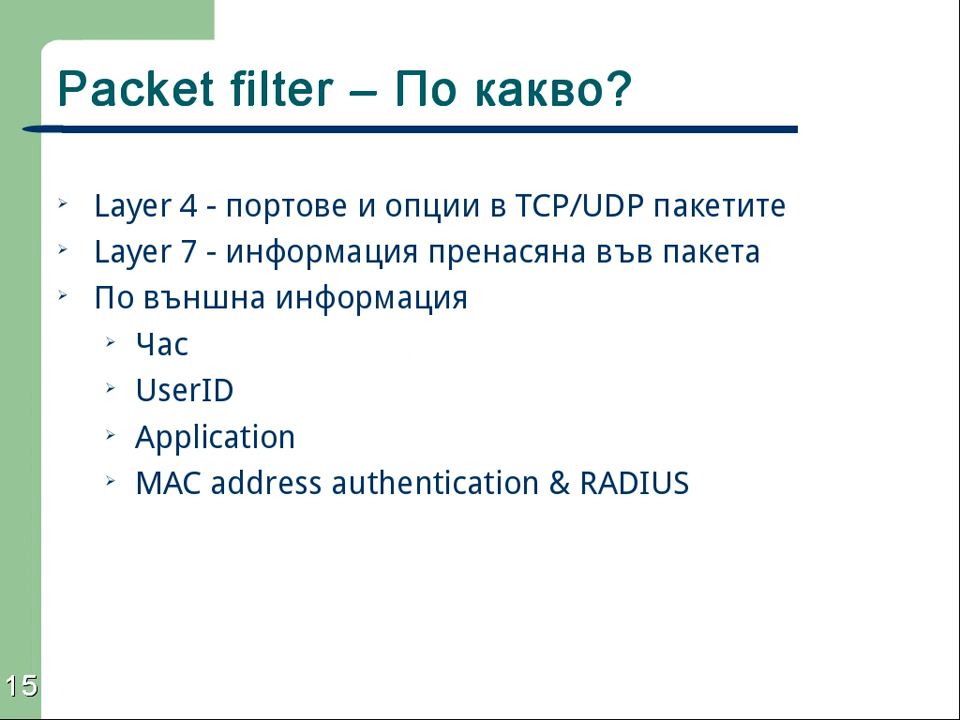 Packet filter – По какво?
Layer 4 - портове и опции в TCP/UDP пакетите
Layer 7 - информация пренасяна във пакета
По външна информация
Час
UserID
Application
MAC address authentication & RADIUS
15